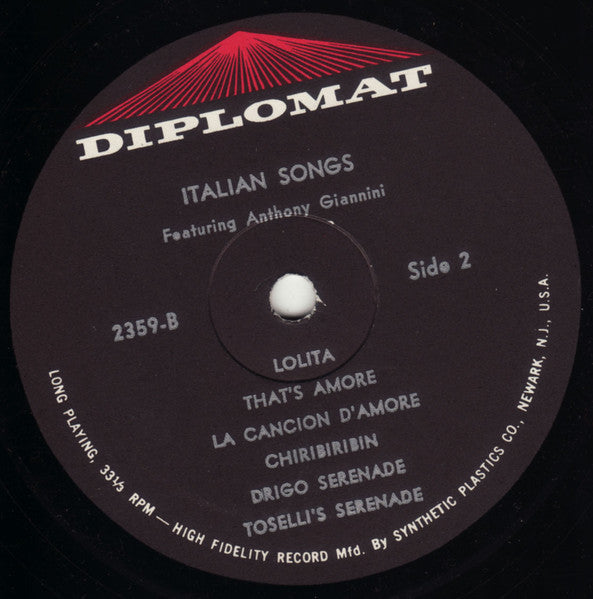 DIPLOMAT
ITALIAN SONGS
Featuring Anthony Giannini
2359-B
Side 2
LOLITA
THAT'S AMORE
LA CANCION D'AMORE
CHIRIBIRIBIN
DRIGO SERENADE
TOSELLI'S SERENADE
LONG PLAYING, 33⅓ RPM — HIGH FIDELITY RECORD Mfd. By SYNTHETIC PLASTICS CO., NEWARK, N.J., U.S.A.